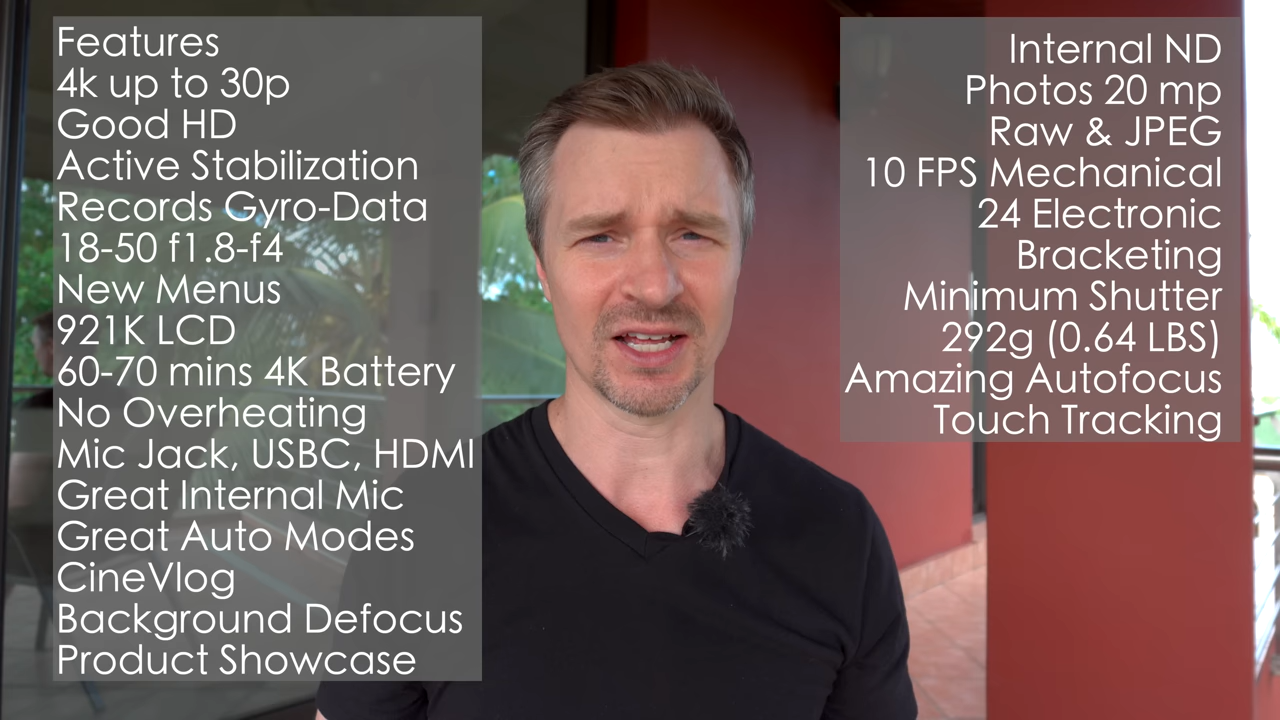 Features
4k up to 30p
Good HD
Active Stabilization
Records Gyro-Data
18-50 f1.8-f4
New Menus
921K LCD
60-70 mins 4K Battery
No Overheating
Mic Jack, USBC, HDMI
Great Internal Mic
Great Auto Modes
CineVlog
Background Defocus
Product Showcase
Internal ND
Photos 20 mp
Raw & JPEG
10 FPS Mechanical
24 Electronic
Bracketing
Minimum Shutter
292g (0.64 LBS)
Amazing Autofocus
Touch Tracking